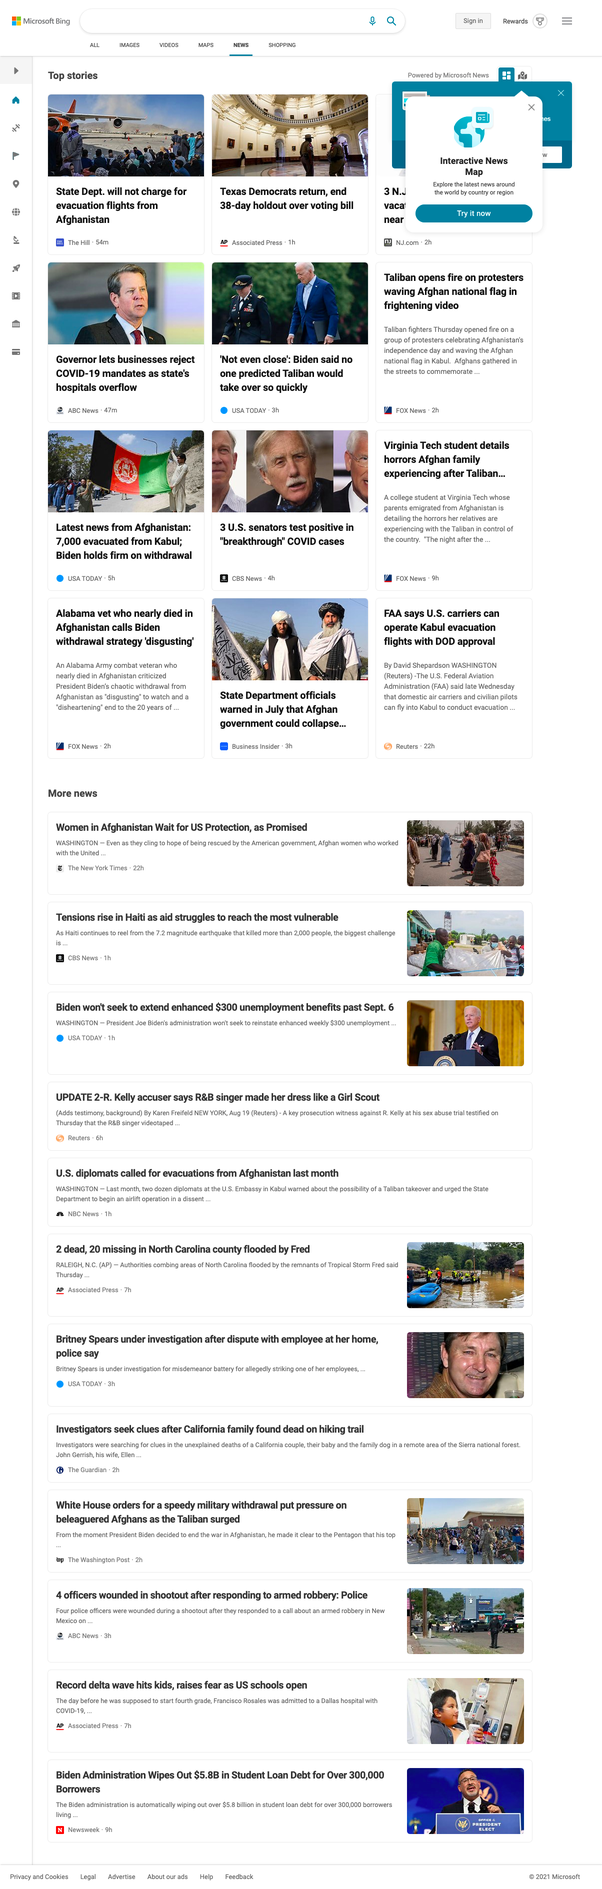 Microsoft Bing
Sign in
Rewards
ALL
IMAGES
VIDEOS
MAPS
NEWS
SHOPPING
Top stories
Powered by Microsoft News
Interactive News
Map
Explore the latest news around
the world by country or region
Try it now
State Dept. will not charge for
evacuation flights from
Afghanistan
The Hill · 54m
Texas Democrats return, end
38-day holdout over voting bill
Associated Press · 1h
3 N.J
vacat
near
NJ.com · 2h
Governor lets businesses reject
COVID-19 mandates as state's
hospitals overflow
ABC News · 47m
'Not even close': Biden said no
one predicted Taliban would
take over so quickly
USA TODAY · 3h
Taliban opens fire on protesters
waving Afghan national flag in
frightening video
Taliban fighters Thursday opened fire on a
group of protesters celebrating Afghanistan's
independence day and waving the Afghan
national flag in Kabul. Afghans gathered in
the streets to commemorate ...
FOX News · 2h
Latest news from Afghanistan:
7,000 evacuated from Kabul;
Biden holds firm on withdrawal
USA TODAY · 5h
3 U.S. senators test positive in
"breakthrough" COVID cases
CBS News · 4h
Virginia Tech student details
horrors Afghan family
experiencing after Taliban...
A college student at Virginia Tech whose
parents emigrated from Afghanistan is
detailing the horrors her relatives are
experiencing with the Taliban in control of
the country. "The night after the ...
FOX News · 9h
Alabama vet who nearly died in
Afghanistan calls Biden
withdrawal strategy 'disgusting'
An Alabama Army combat veteran who
nearly died in Afghanistan criticized
President Biden's chaotic withdrawal from
Afghanistan as "disgusting" to watch and a
"disheartening" end to the 20 years of ...
FOX News · 2h
State Department officials
warned in July that Afghan
government could collapse...
Business Insider · 3h
FAA says U.S. carriers can
operate Kabul evacuation
flights with DOD approval
By David Shepardson WASHINGTON
(Reuters) -The U.S. Federal Aviation
Administration (FAA) said late Wednesday
that domestic air carriers and civilian pilots
can fly into Kabul to conduct evacuation ...
Reuters · 22h
More news
Women in Afghanistan Wait for US Protection, as Promised
WASHINGTON — Even as they cling to hope of being rescued by the American government, Afghan women who worked
with the United ...
The New York Times · 22h
Tensions rise in Haiti as aid struggles to reach the most vulnerable
As Haiti continues to reel from the 7.2 magnitude earthquake that killed more than 2,000 people, the biggest challenge
is ...
CBS News · 1h
Biden won't seek to extend enhanced $300 unemployment benefits past Sept. 6
WASHINGTON — President Joe Biden's administration won't seek to reinstate enhanced weekly $300 unemployment ...
USA TODAY · 1h
UPDATE 2-R. Kelly accuser says R&B singer made her dress like a Girl Scout
(Adds testimony, background) By Karen Freifeld NEW YORK, Aug 19 (Reuters) - A key prosecution witness against R. Kelly at his sex abuse trial testified on
Thursday that the R&B singer videotaped ...
Reuters · 6h
U.S. diplomats called for evacuations from Afghanistan last month
WASHINGTON — Last month, two dozen diplomats at the U.S. Embassy in Kabul warned about the possibility of a Taliban takeover and urged the State
Department to begin an airlift operation in a dissent ...
NBC News · 1h
2 dead, 20 missing in North Carolina county flooded by Fred
RALEIGH, N.C. (AP) — Authorities combing areas of North Carolina flooded by the remnants of Tropical Storm Fred said
Thursday ...
Associated Press · 7h
Britney Spears under investigation after dispute with employee at her home,
police say
Britney Spears is under investigation for misdemeanor battery for allegedly striking one of her employees, ...
USA TODAY · 3h
Investigators seek clues after California family found dead on hiking trail
Investigators were searching for clues in the unexplained deaths of a California couple, their baby and the family dog in a remote area of the Sierra national forest.
John Gerrish, his wife, Ellen ...
The Guardian · 2h
White House orders for a speedy military withdrawal put pressure on
beleaguered Afghans as the Taliban surged
From the moment President Biden decided to end the war in Afghanistan, he made it clear to the Pentagon that his top
...
The Washington Post · 2h
4 officers wounded in shootout after responding to armed robbery: Police
Four police officers were wounded during a shootout after they responded to a call about an armed robbery in New
Mexico on ...
ABC News · 3h
Record delta wave hits kids, raises fear as US schools open
The day before he was supposed to start fourth grade, Francisco Rosales was admitted to a Dallas hospital with
COVID-19, ...
Associated Press · 7h
Biden Administration Wipes Out $5.8B in Student Loan Debt for Over 300,000
Borrowers
The Biden administration is automatically wiping out over $5.8 billion in student loan debt for over 300,000 borrowers
living ...
Newsweek · 9h
PRESIDENT
ELECT
Privacy and Cookies
Legal
Advertise
About our ads
Help
Feedback
© 2021 Microsoft